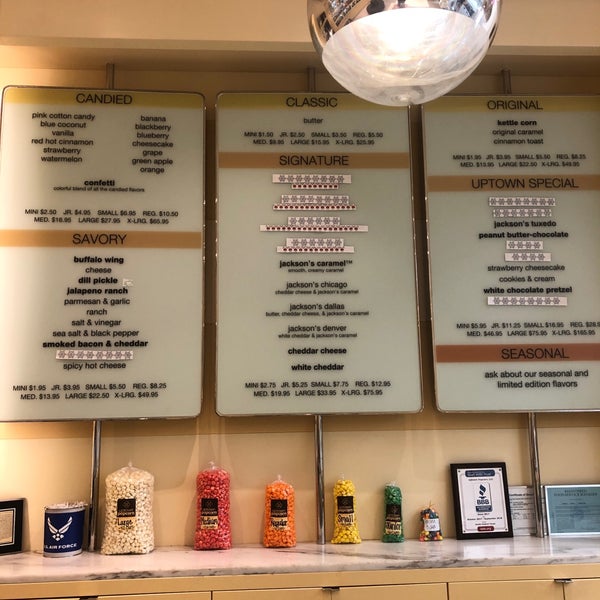 CANDIED
pink cotton candy
blue coconut
vanilla
red hot cinnamon
strawberry
watermelon
banana
blackberry
blueberry
cheesecake
grape
green apple
orange
confetti
colorful blend of all the candied flavors
MINI $2.50 JR. $4.95 SMALL $6.95 REG. $10.50
MED. $16.95 LARGE $27.95 X-LRG. $65.95
SAVORY
buffalo wing
cheese
dill pickle
jalapeno ranch
parmesan & garlic
ranch
salt & vinegar
sea salt & black pepper
smoked bacon & cheddar
spicy hot cheese
MINI $1.95 JR. $3.95 SMALL $5.50 REG. $8.25
MED. $13.95 LARGE $22.50 X-LRG. $49.95
CLASSIC
butter
MINI $1.50 JR. $2.50 SMALL $3.50 REG. $5.50
MED. $8.95 LARGE $15.95 X-LRG. $25.95
SIGNATURE
jackson's caramel™
smooth, creamy caramel
jackson's chicago
cheddar cheese & jackson's caramel
jackson's dallas
butter, cheddar cheese, & jackson's caramel
jackson's denver
white cheddar & jackson's caramel
cheddar cheese
white cheddar
MINI $2.75 JR. $5.25 SMALL $7.75 REG. $12.95
MED. $19.95 LARGE $33.95 X-LRG. $75.95
ORIGINAL
kettle corn
original caramel
cinnamon toast
MINI $1.95 JR. $3.95 SMALL $5.50 REG. $8.25
MED. $13.95 LARGE $22.50 X-LRG. $49.95
UPTOWN SPECIAL
jackson's tuxedo
peanut butter-chocolate
strawberry cheesecake
cookies & cream
white chocolate pretzel
MINI $5.95 JR. $11.25 SMALL $16.95 REG. $28.9
MED. $46.95 LARGE $75.95 X-LRG. $165.95
SEASONAL
ask about our seasonal and
limited edition flavors
Large
Medium
Regular
Small
Junior
U.S. AIR FORCE
BBB